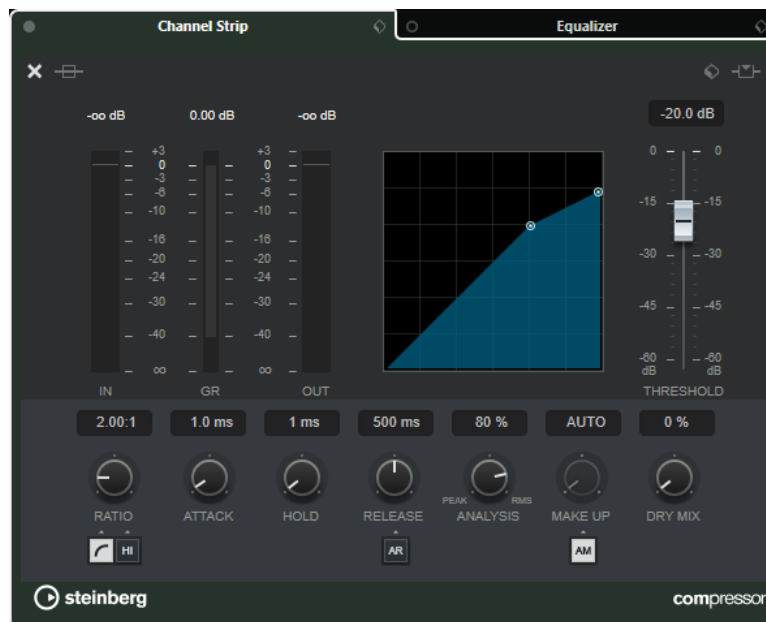 Channel Strip Equalizer
-oo dB 0.00 dB -oo dB -20.0 dB
+3 +3 0 0
0 0
-3 -3
-6 -6 -15 -15
-10 -10
-16 -16 -30 -30
-20 -20
-24 -24
-30 -30 -45 -45
-40 -40
-60 -60
∞ ∞ dB dB
IN GR OUT THRESHOLD
2.00:1 1.0 ms 1 ms 500 ms 80 % AUTO 0 %
PEAK RMS
RATIO ATTACK HOLD RELEASE ANALYSIS MAKE UP DRY MIX
HI AR AM
steinberg compressor